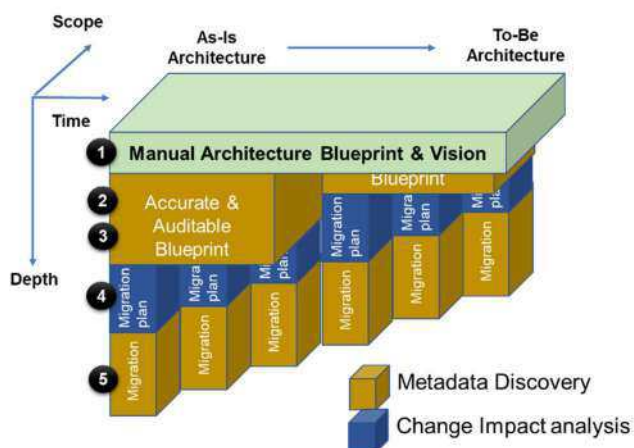 Scope
As-Is
Architecture
To-Be
Architecture
Time
1
Manual Architecture Blueprint & Vision
2
Accurate &
Auditable
Blueprint
Blueprint
3
Depth
4
Migration
plan
Migration
plan
Migration
plan
Migration
plan
Migration
plan
Migration
plan
5
Migration
Migration
Migration
Migration
Migration
Migration
Metadata Discovery
Change Impact analysis